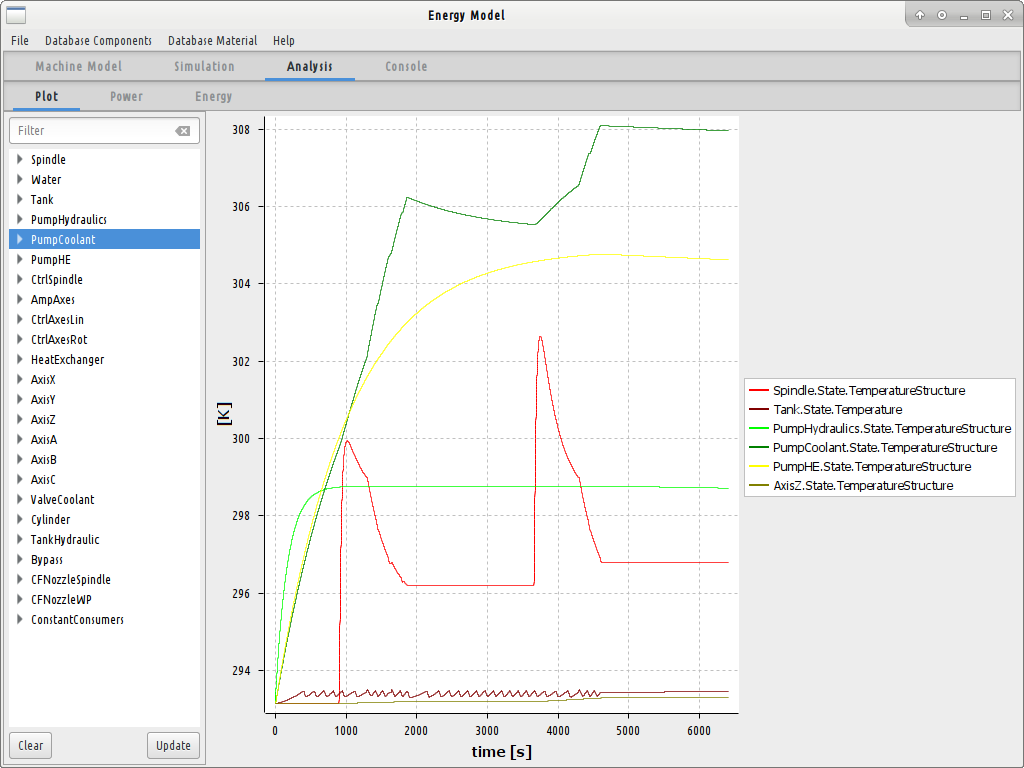 Energy Model
File Database Components Database Material Help
Machine Model Simulation Analysis Console
Plot Power Energy
Filter
Spindle
Water
Tank
PumpHydraulics
PumpCoolant
PumpHE
CtrlSpindle
AmpAxes
CtrlAxesLin
CtrlAxesRot
HeatExchanger
AxisX
AxisY
AxisZ
AxisA
AxisB
AxisC
ValveCoolant
Cylinder
TankHydraulic
Bypass
CFNozzleSpindle
CFNozzleWP
ConstantConsumers
Clear Update
308
306
304
302
300
298
296
294
[K]
0 1000 2000 3000 4000 5000 6000
time [s]
Spindle.State.TemperatureStructure
Tank.State.Temperature
PumpHydraulics.State.TemperatureStructure
PumpCoolant.State.TemperatureStructure
PumpHE.State.TemperatureStructure
AxisZ.State.TemperatureStructure